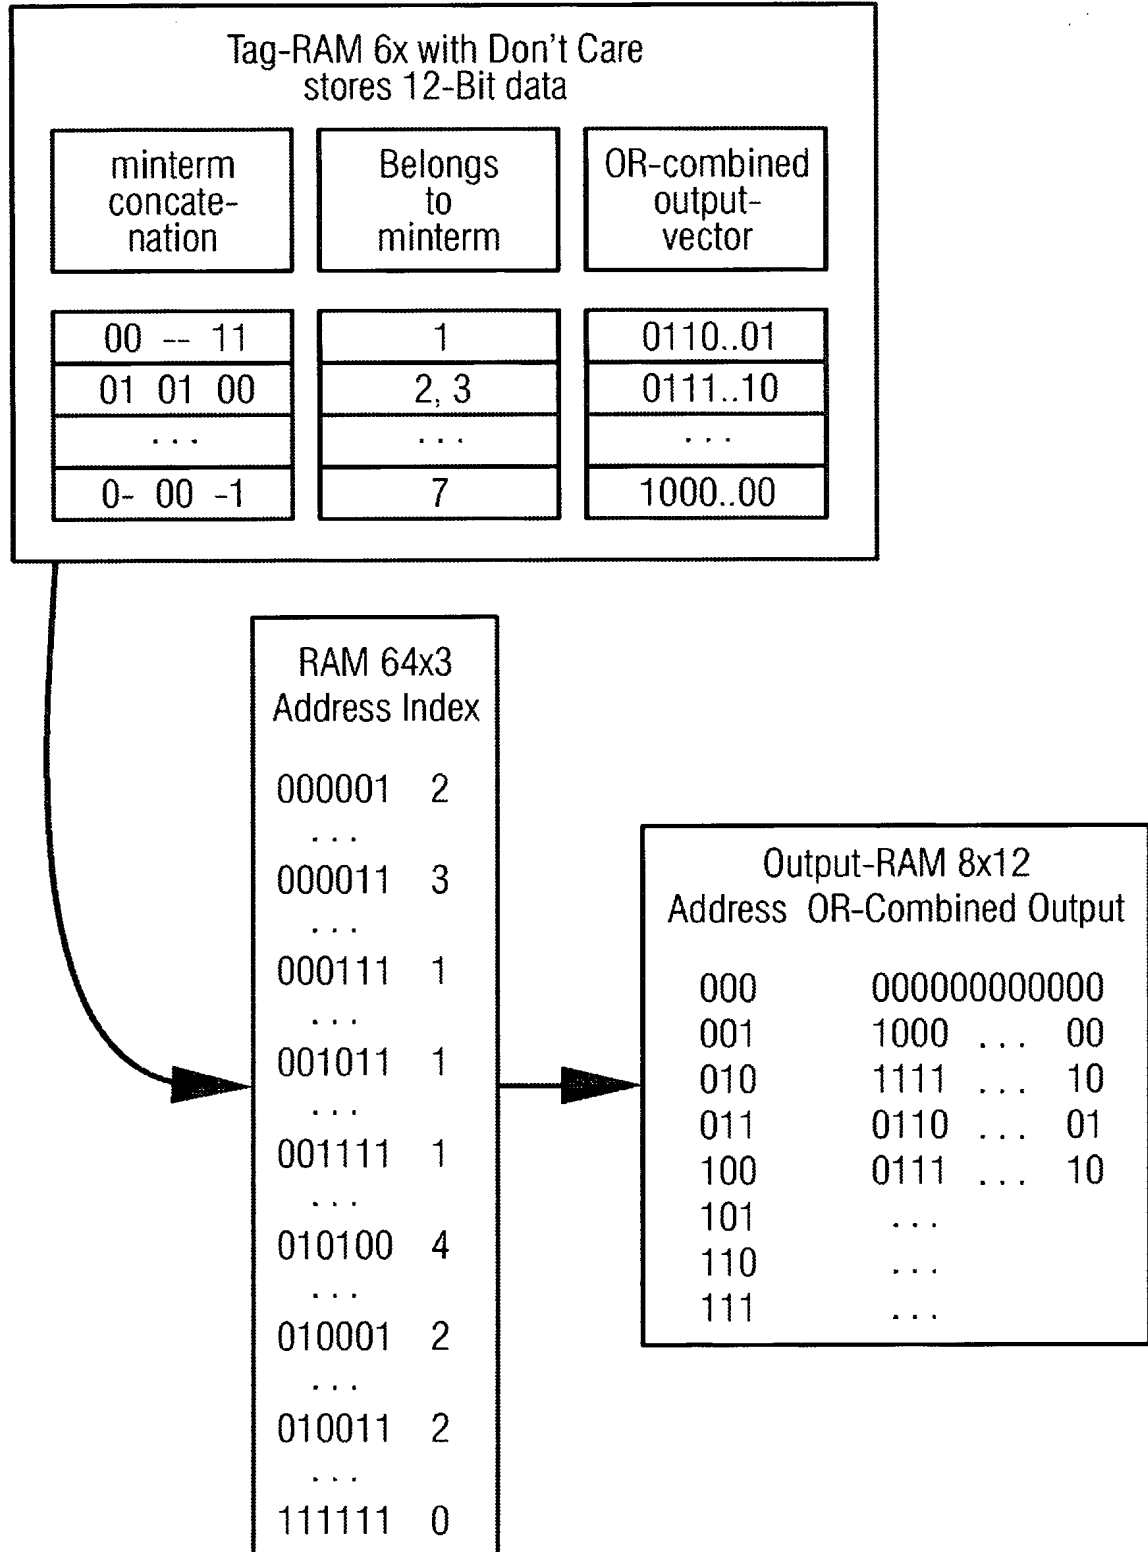 Tag-RAM 6x with Don't Care
stores 12-Bit data
minterm
concate-
nation
Belongs
to
minterm
OR-combined
output-
vector
00 -- 11 1 0110..01
01 01 00 2, 3 0111..10
... ... ...
0- 00 -1 7 1000..00
RAM 64x3
Address Index
000001 2
...
000011 3
...
000111 1
...
001011 1
...
001111 1
...
010100 4
...
010001 2
...
010011 2
...
111111 0
Output-RAM 8x12
Address OR-Combined Output
000 000000000000
001 1000 ... 00
010 1111 ... 10
011 0110 ... 01
100 0111 ... 10
101 ...
110 ...
111 ...